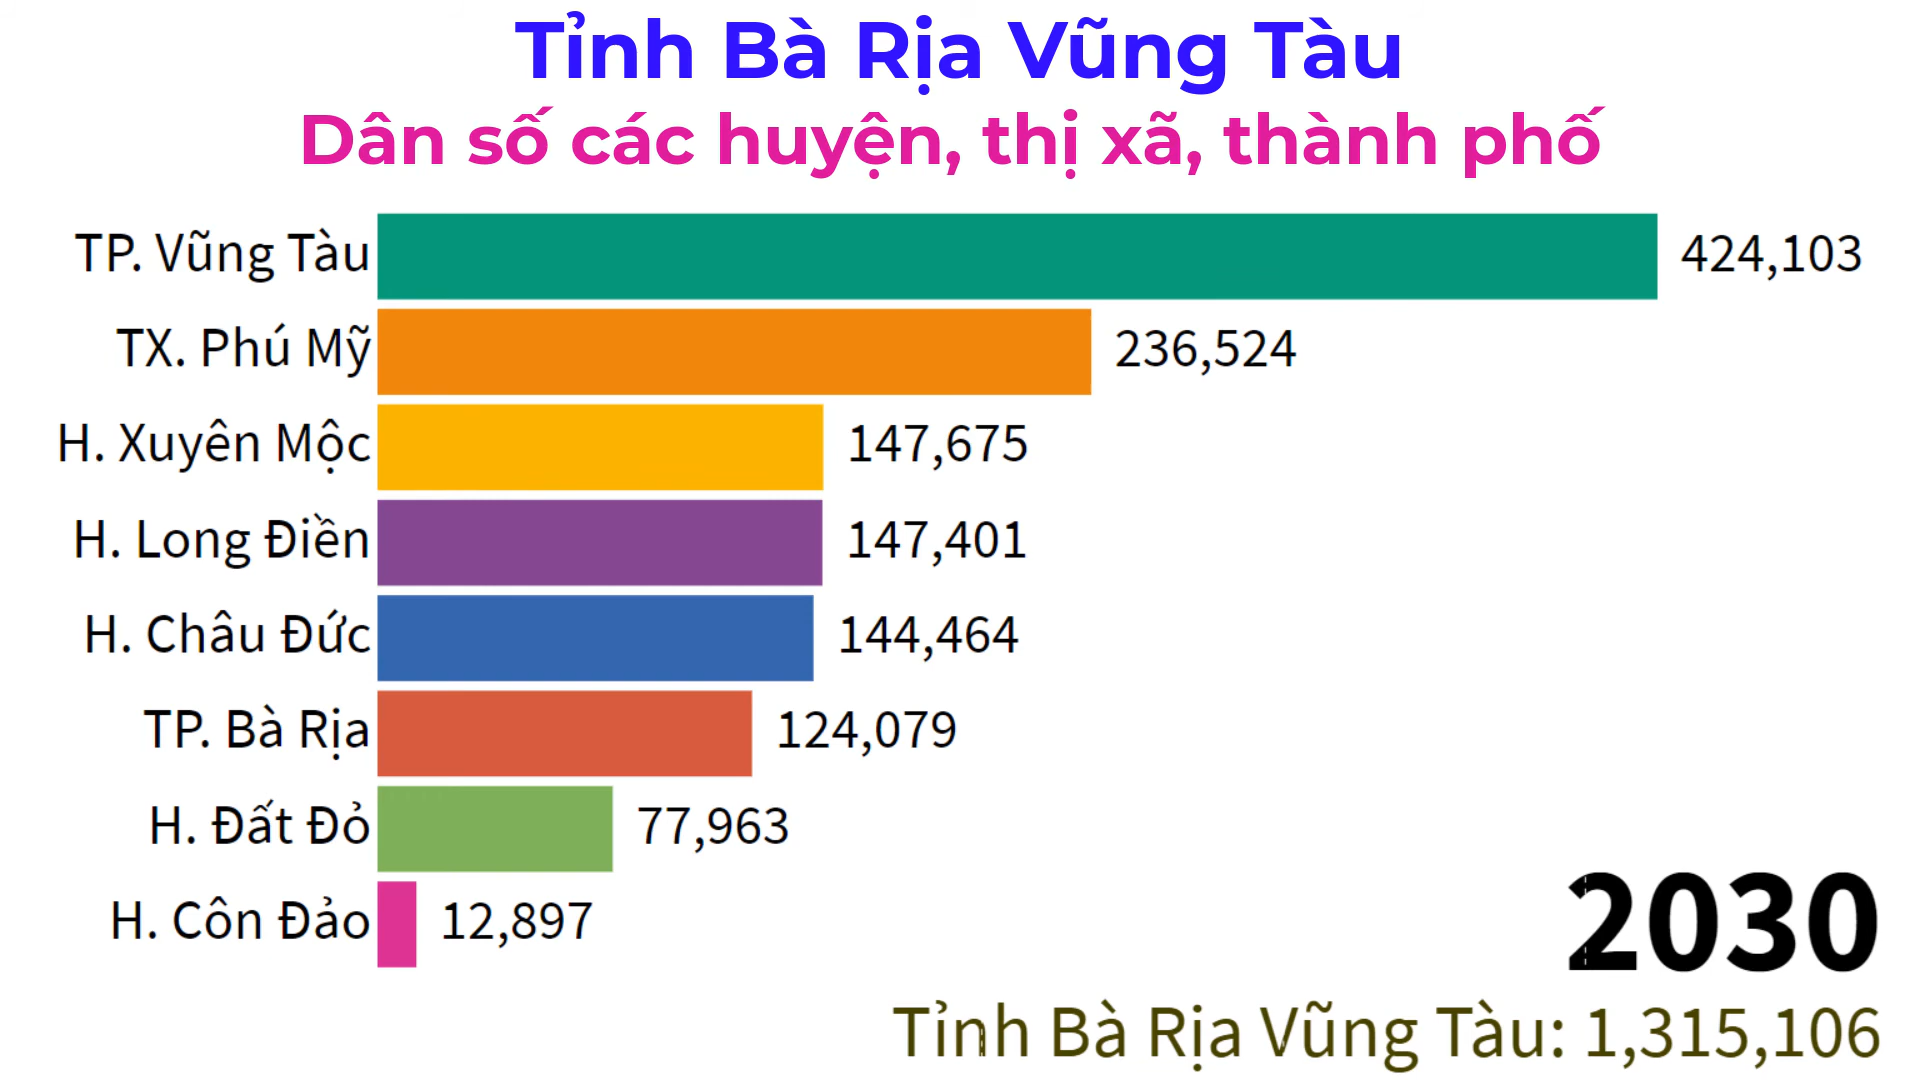 Tỉnh Bà Rịa Vũng Tàu
Dân số các huyện, thị xã, thành phố
TP. Vũng Tàu 424,103
TX. Phú Mỹ 236,524
H. Xuyên Mộc 147,675
H. Long Điền 147,401
H. Châu Đức 144,464
TP. Bà Rịa 124,079
H. Đất Đỏ 77,963
H. Côn Đảo 12,897
2030
Tỉnh Bà Rịa Vũng Tàu: 1,315,106